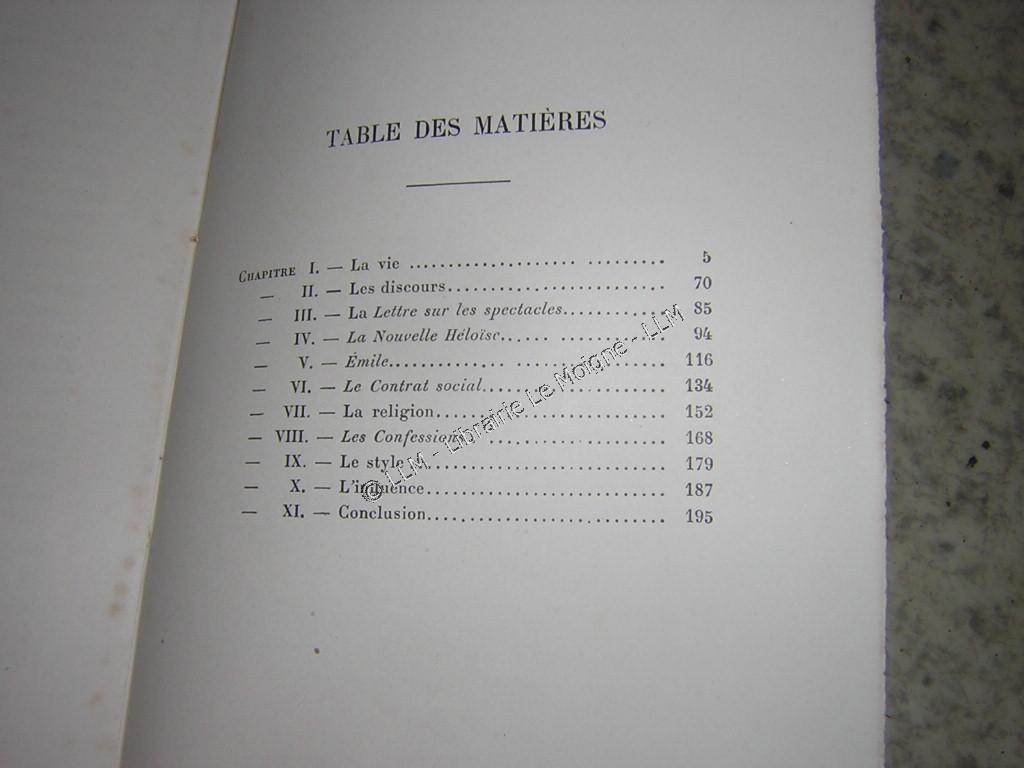 TABLE DES MATIÈRES
CHAPITRE I. — La vie .......................... 5
— II. — Les discours.......................... 70
— III. — La Lettre sur les spectacles............ 85
— IV. — La Nouvelle Héloïse.................. 94
— V. — Émile.............................. 116
— VI. — Le Contrat social.................... 134
— VII. — La religion.......................... 152
— VIII. — Les Confessions.................... 168
— IX. — Le style............................ 179
— X. — L'influence.......................... 187
— XI. — Conclusion.......................... 195
© LLM - Librairie Le Moigne - LLM